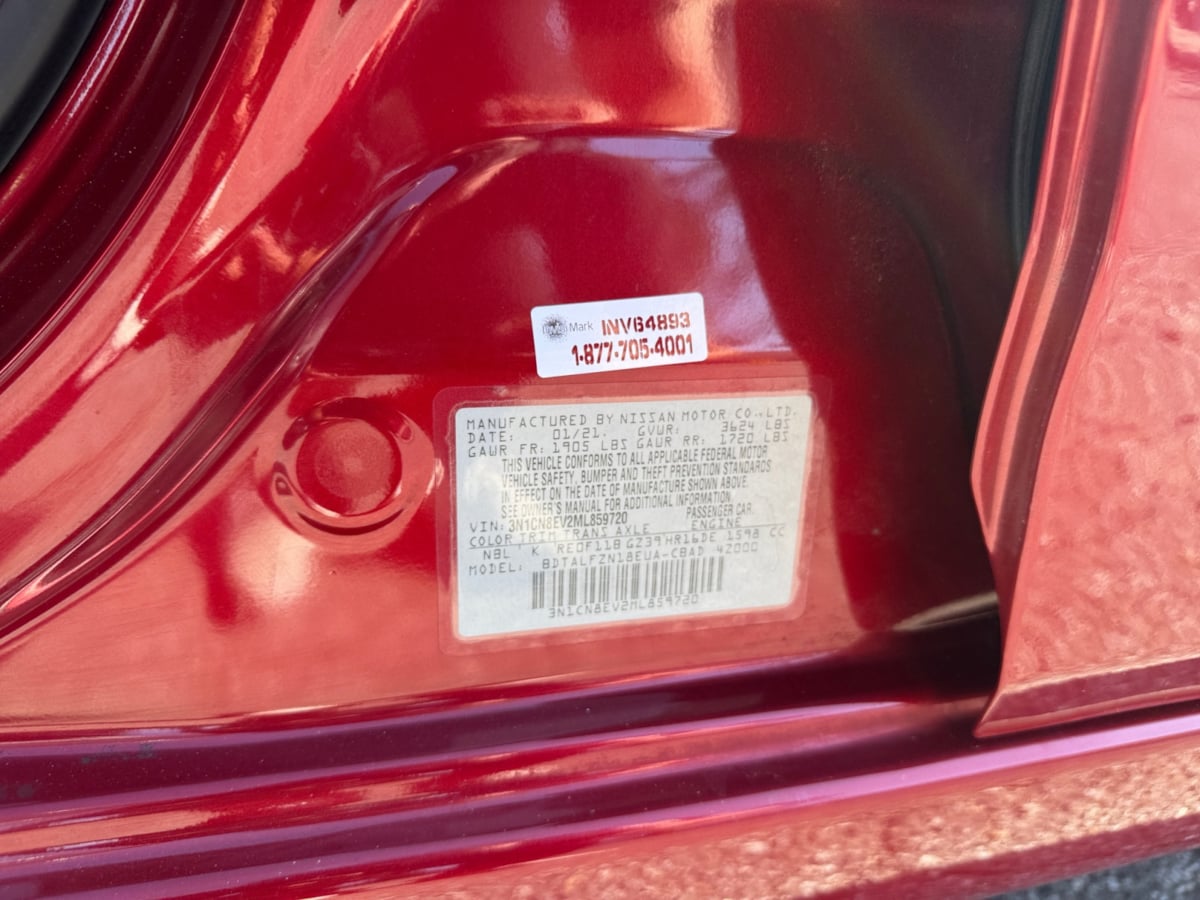 Mark INV64893
1·877·705·4001
MANUFACTURED BY NISSAN MOTOR CO.,LTD.
DATE: 01/21. GVWR: 3624 LBS
GAWR FR: 1905 LBS GAWR RR: 1720 LBS
THIS VEHICLE CONFORMS TO ALL APPLICABLE FEDERAL MOTOR
VEHICLE SAFETY, BUMPER AND THEFT PREVENTION STANDARDS
IN EFFECT ON THE DATE OF MANUFACTURE SHOWN ABOVE.
SEE OWNER'S MANUAL FOR ADDITIONAL INFORMATION
VIN: 3N1CN8EV2ML859720 PASSENGER CAR.
COLOR TRIM TRANS AXLE ENGINE
NBL K RE0F11B GZ39 HR16DE 1598 CC
MODEL: BDTALFZN18EUA-CBAD 42000
3N1CN8EV2ML859720